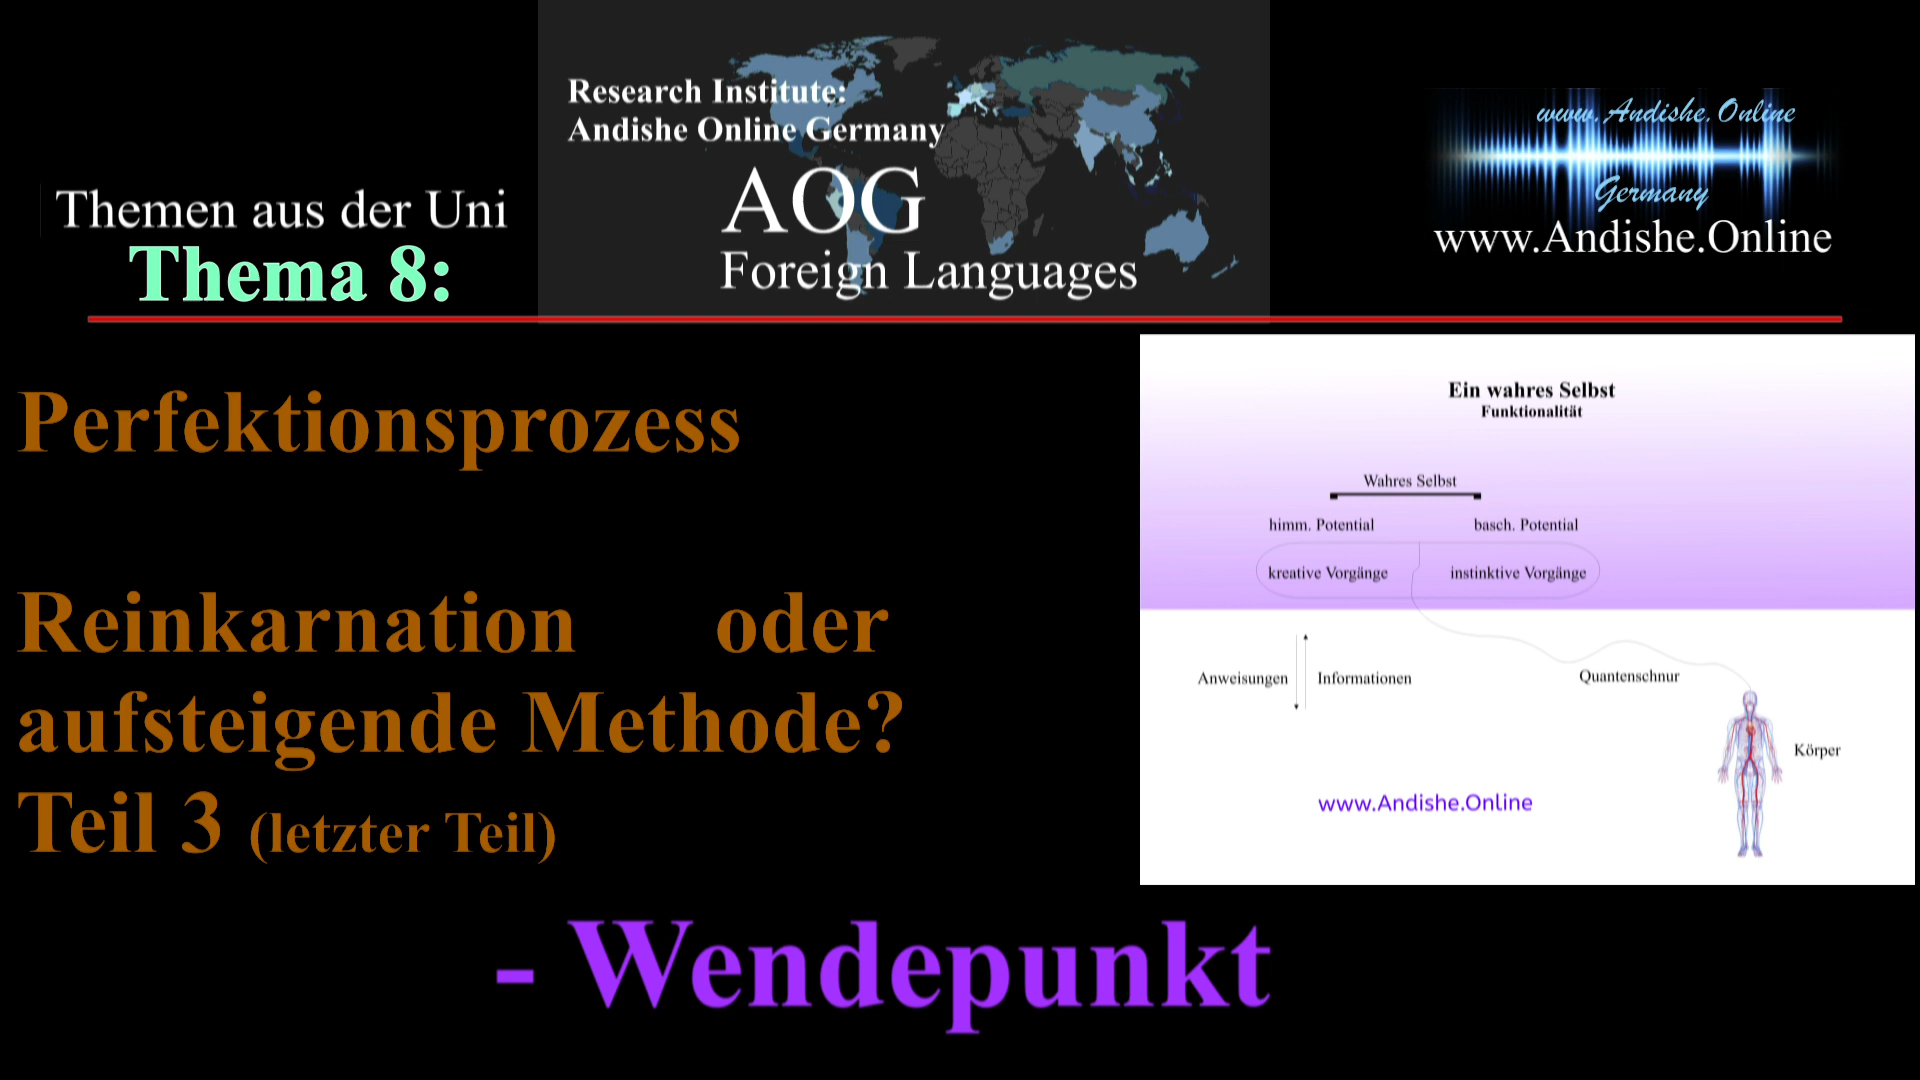 Themen aus der Uni
Thema 8:
Research Institute:
Andishe Online Germany
AOG
Foreign Languages
www.Andishe.Online
Germany
www.Andishe.Online
Perfektionsprozess
Reinkarnation oder
aufsteigende Methode?
Teil 3 (letzter Teil)
- Wendepunkt
Ein wahres Selbst
Funktionalität
Wahres Selbst
himm. Potential basch. Potential
kreative Vorgänge instinktive Vorgänge
Anweisungen Informationen Quantenschnur
Körper
www.Andishe.Online